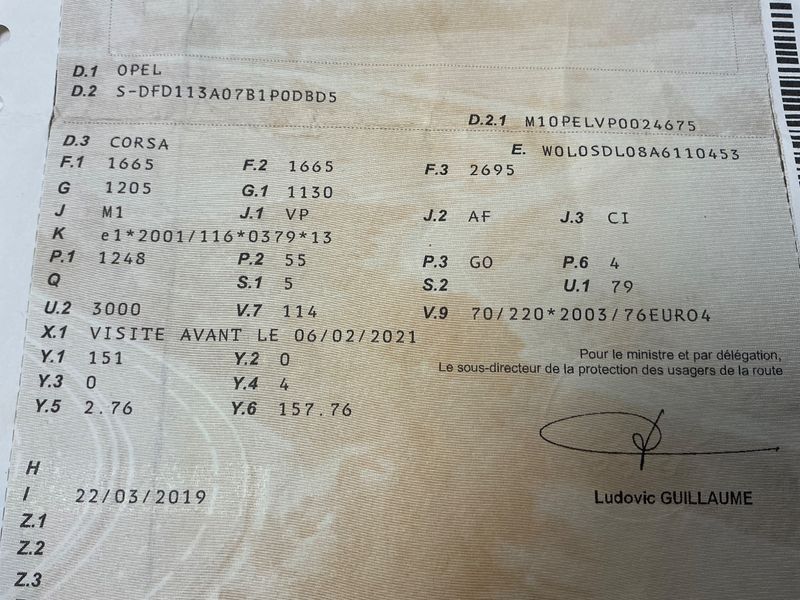 D.1 OPEL
D.2 S-DFD113A07B1P0DBD5
D.2.1 M10PELVP0024675
D.3 CORSA
E. W0L0SDL08A6110453
F.1 1665 F.2 1665 F.3 2695
G 1205 G.1 1130
J M1 J.1 VP J.2 AF J.3 CI
K e1*2001/116*0379*13
P.1 1248 P.2 55 P.3 GO P.6 4
Q S.1 5 S.2 U.1 79
U.2 3000 V.7 114 V.9 70/220*2003/76EURO4
X.1 VISITE AVANT LE 06/02/2021
Y.1 151 Y.2 0
Pour le ministre et par délégation,
Le sous-directeur de la protection des usagers de la route
Y.3 0 Y.4 4
Y.5 2.76 Y.6 157.76
H
I 22/03/2019
Ludovic GUILLAUME
Z.1
Z.2
Z.3